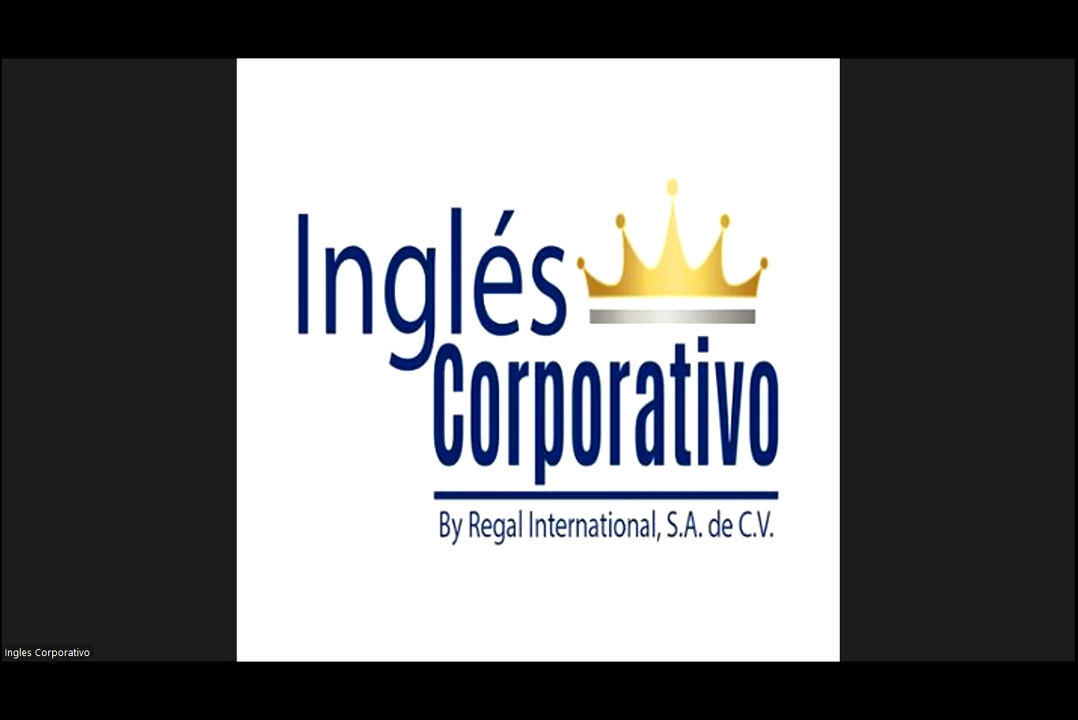 Inglés
Corporativo
By Regal International, S.A. de C.V.
Ingles Corporativo